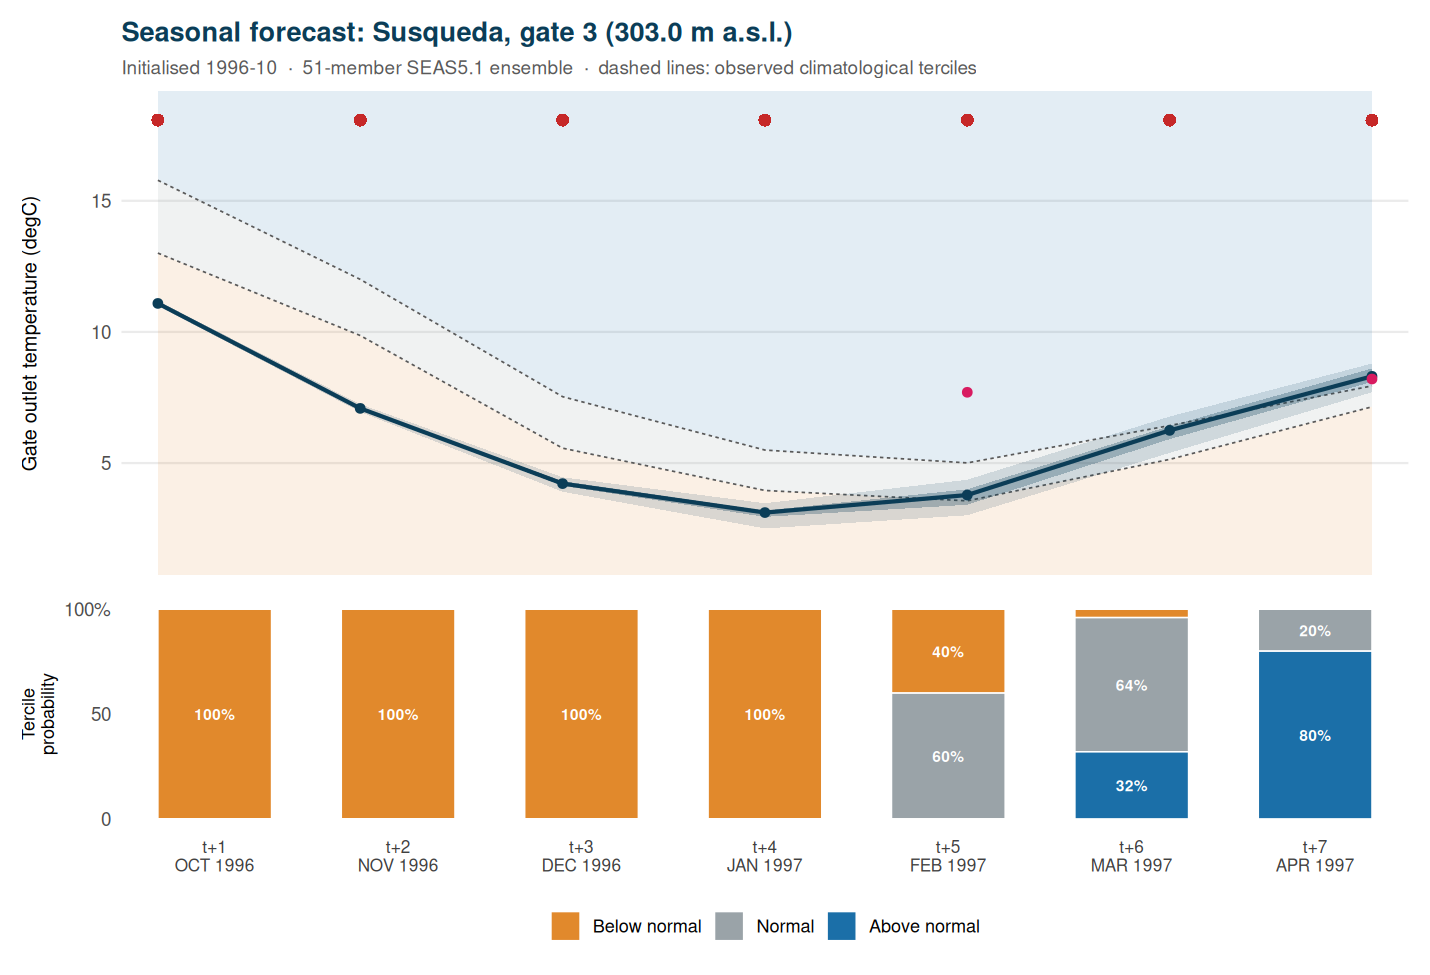 Seasonal forecast: Susqueda, gate 3 (303.0 m a.s.l.)
Initialised 1996-10 · 51-member SEAS5.1 ensemble · dashed lines: observed climatological terciles
Gate outlet temperature (degC)
15
10
5
Tercile
probability
100%
50
0
100%
100%
100%
100%
40%
60%
64%
32%
20%
80%
t+1
OCT 1996
t+2
NOV 1996
t+3
DEC 1996
t+4
JAN 1997
t+5
FEB 1997
t+6
MAR 1997
t+7
APR 1997
Below normal
Normal
Above normal